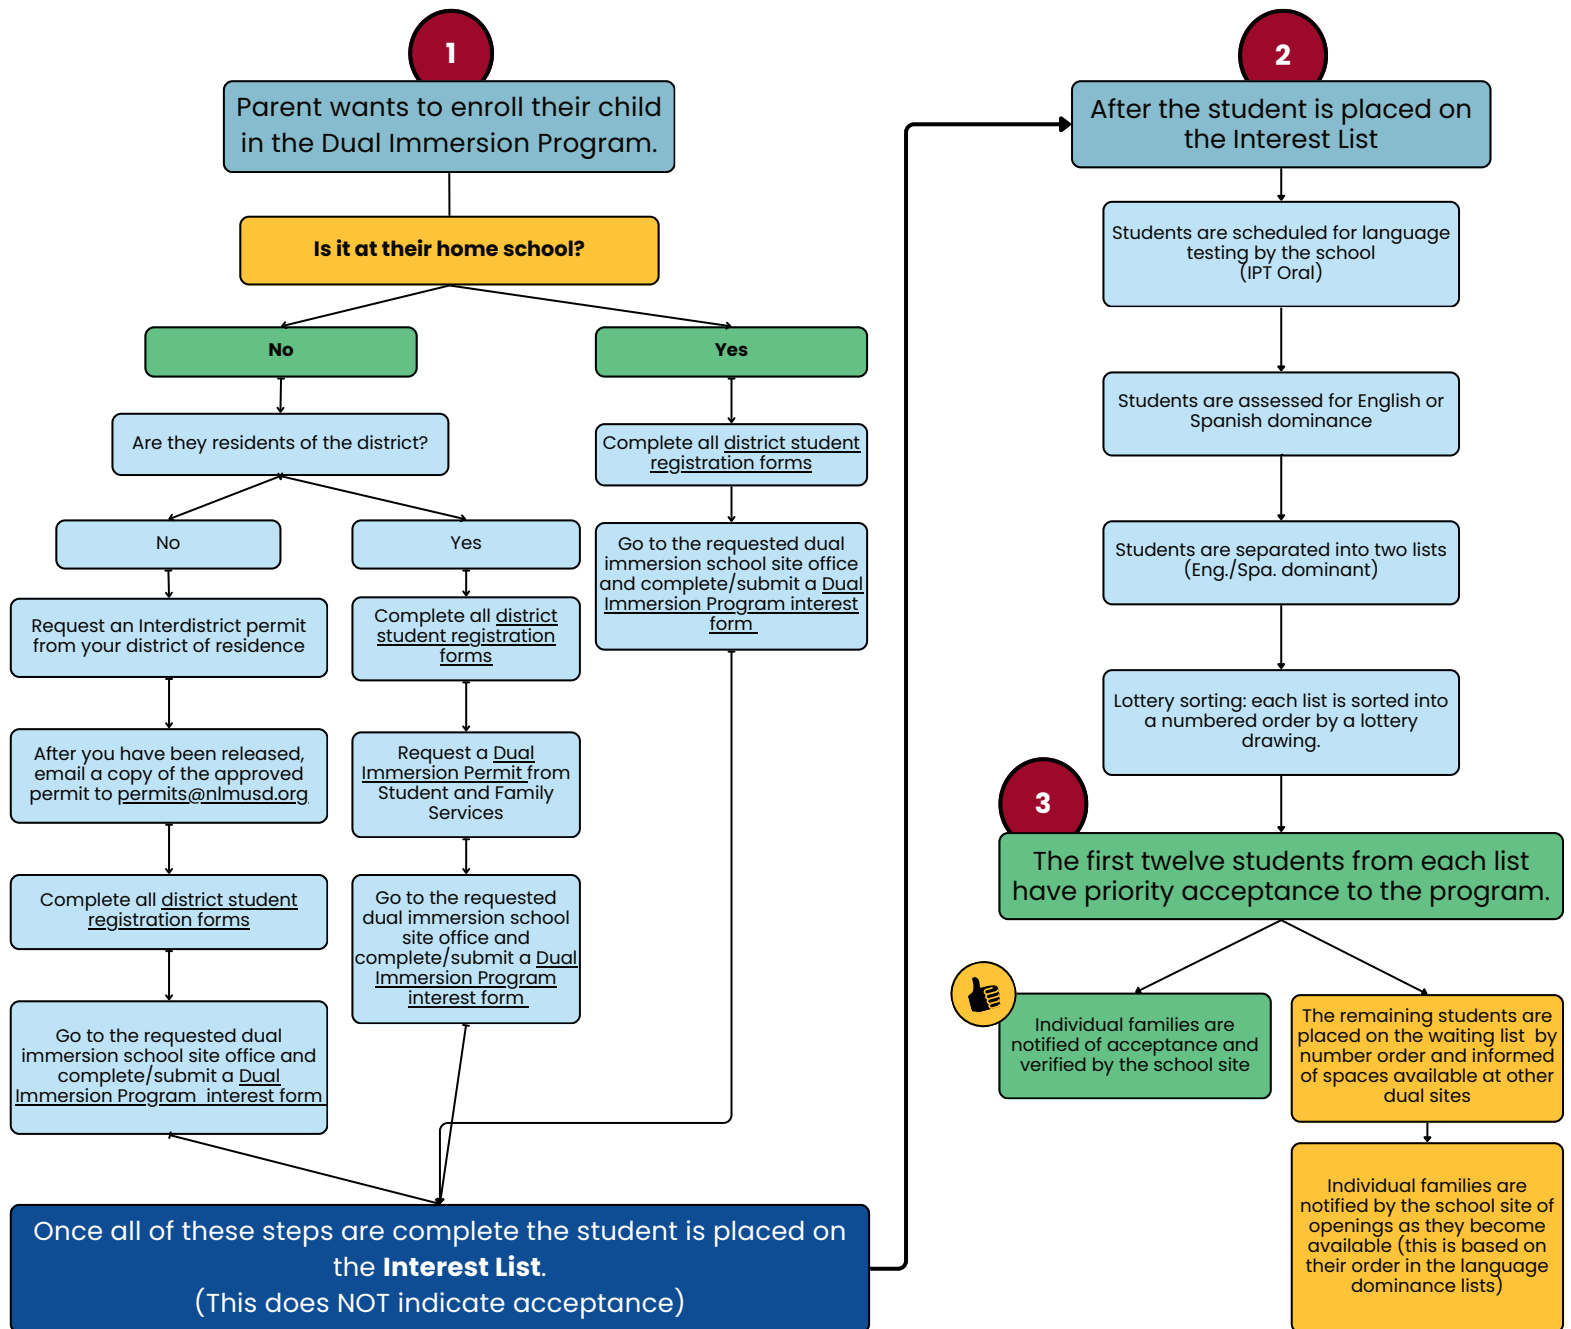 1
Parent wants to enroll their child
in the Dual Immersion Program.
Is it at their home school?
No
Yes
Are they residents of the district?
No
Yes
Request an Interdistrict permit
from your district of residence
After you have been released,
email a copy of the approved
permit to permits@nlmusd.org
Complete all district student
registration forms
Go to the requested dual
immersion school site office and
complete/submit a Dual
Immersion Program  interest form
Complete all district
student registration
forms
Request a Dual
Immersion Permit from
Student and Family
Services
Go to the requested
dual immersion school
site office and
complete/submit a Dual
Immersion Program
interest form
Complete all district student
registration forms
Go to the requested dual
immersion school site office
and complete/submit a Dual
Immersion Program interest
form
Once all of these steps are complete the student is placed on
the Interest List.
(This does NOT indicate acceptance)
2
After the student is placed on
the Interest List
Students are scheduled for language
testing by the school
(IPT Oral)
Students are assessed for English or
Spanish dominance
Students are separated into two lists
(Eng./Spa. dominant)
Lottery sorting: each list is sorted into
a numbered order by a lottery
drawing.
3
The first twelve students from each list
have priority acceptance to the program.
Individual families are
notified of acceptance and
verified by the school site
The remaining students are
placed on the waiting list  by
number order and informed
of spaces available at other
dual sites
Individual families are
notified by the school site of
openings as they become
available (this is based on
their order in the language
dominance lists)